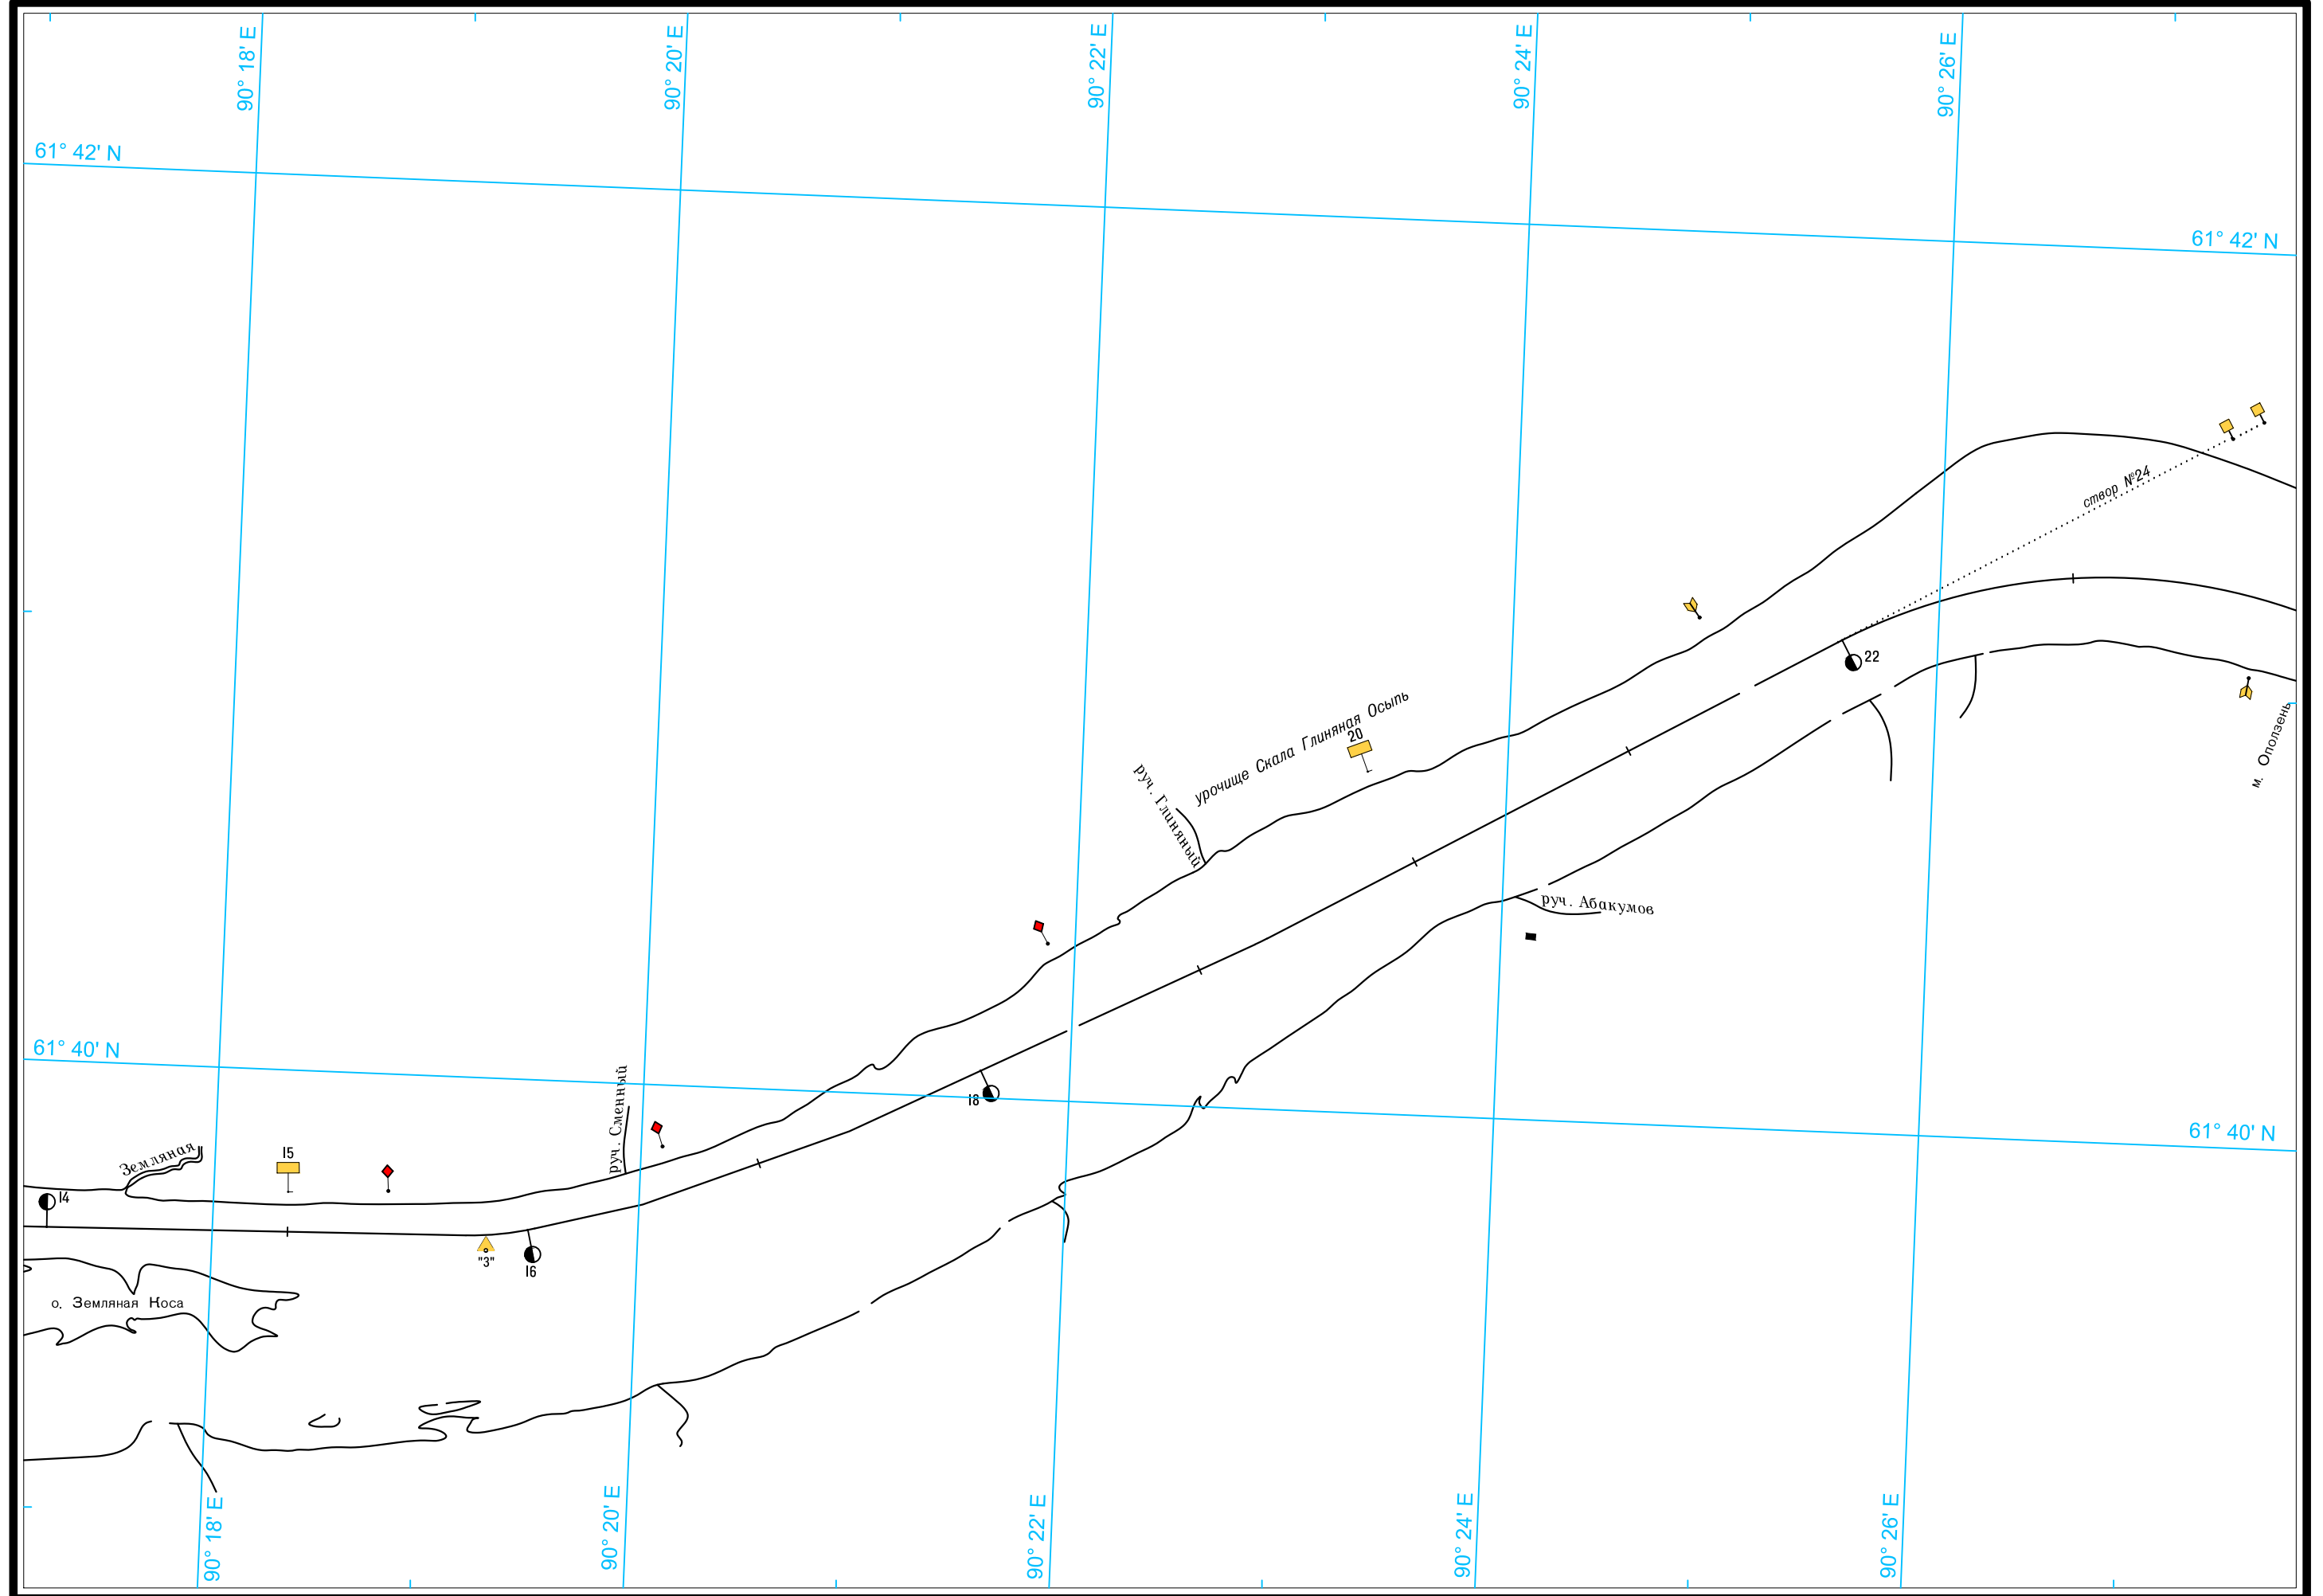 90° 18' E
90° 20' E
90° 22' E
90° 24' E
90° 26' E
61° 42' N
61° 42' N
створ №24
22
урочище Скала Глиняная Осыпь
20
руч. Глиняный
м. Оползень
руч. Абакумов
61° 40' N
61° 40' N
руч. Сменный
18
Земляная
15
14
"3"
16
о. Земляная Коса
90° 18' E
90° 20' E
90° 22' E
90° 24' E
90° 26' E